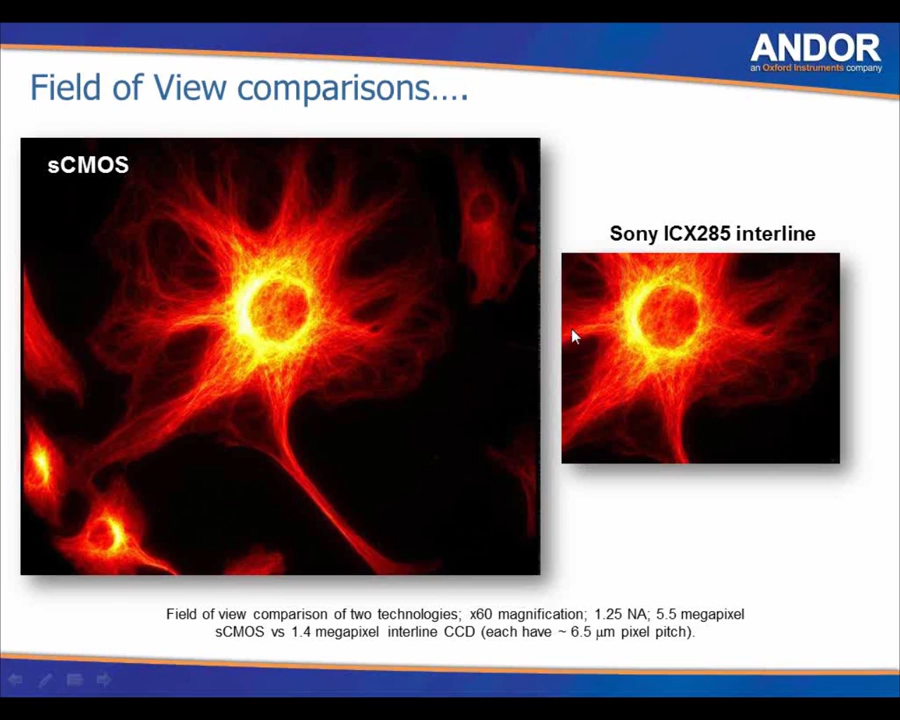 ANDOR
an Oxford Instruments company
Field of View comparisons....
sCMOS
Sony ICX285 interline
Field of view comparison of two technologies; x60 magnification; 1.25 NA; 5.5 megapixel
sCMOS vs 1.4 megapixel interline CCD (each have ~ 6.5 μm pixel pitch).